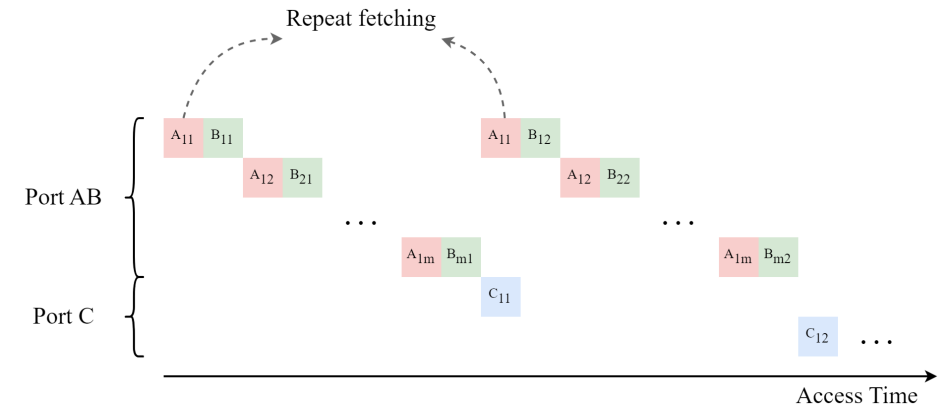 Repeat fetching
A11 B11 A11 B12
A12 B21 A12 B22
Port AB
... ...
A1m Bm1 A1m Bm2
C11
Port C
C12 ...
Access Time